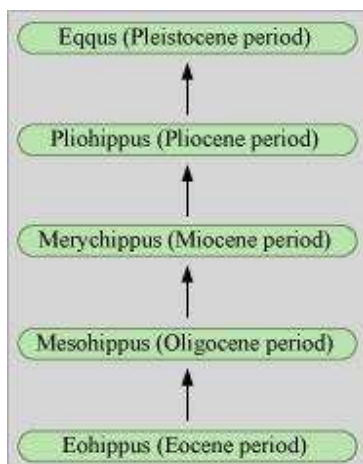 Eqqus (Pleistocene period)
Pliohippus (Pliocene period)
Merychippus (Miocene period)
Mesohippus (Oligocene period)
Eohippus (Eocene period)